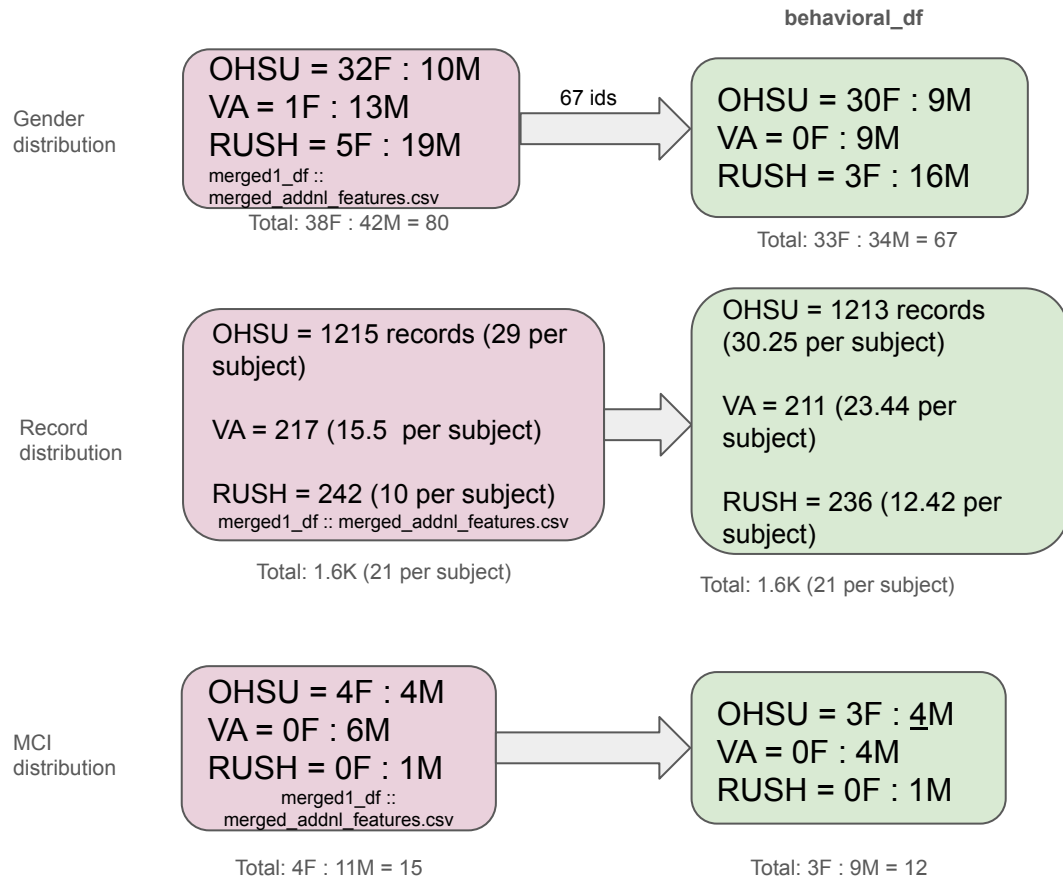 behavioral_df
Gender
distribution
OHSU = 32F : 10M
VA = 1F : 13M
RUSH = 5F : 19M
merged1_df ::
merged_addnl_features.csv
Total: 38F : 42M = 80
67 ids
OHSU = 30F : 9M
VA = 0F : 9M
RUSH = 3F : 16M
Total: 33F : 34M = 67
Record
distribution
OHSU = 1215 records (29 per
subject)
VA = 217 (15.5 per subject)
RUSH = 242 (10 per subject)
merged1_df :: merged_addnl_features.csv
Total: 1.6K (21 per subject)
OHSU = 1213 records
(30.25 per subject)
VA = 211 (23.44 per
subject)
RUSH = 236 (12.42 per
subject)
Total: 1.6K (21 per subject)
MCI
distribution
OHSU = 4F : 4M
VA = 0F : 6M
RUSH = 0F : 1M
merged1_df ::
merged_addnl_features.csv
Total: 4F : 11M = 15
OHSU = 3F : 4M
VA = 0F : 4M
RUSH = 0F : 1M
Total: 3F : 9M = 12